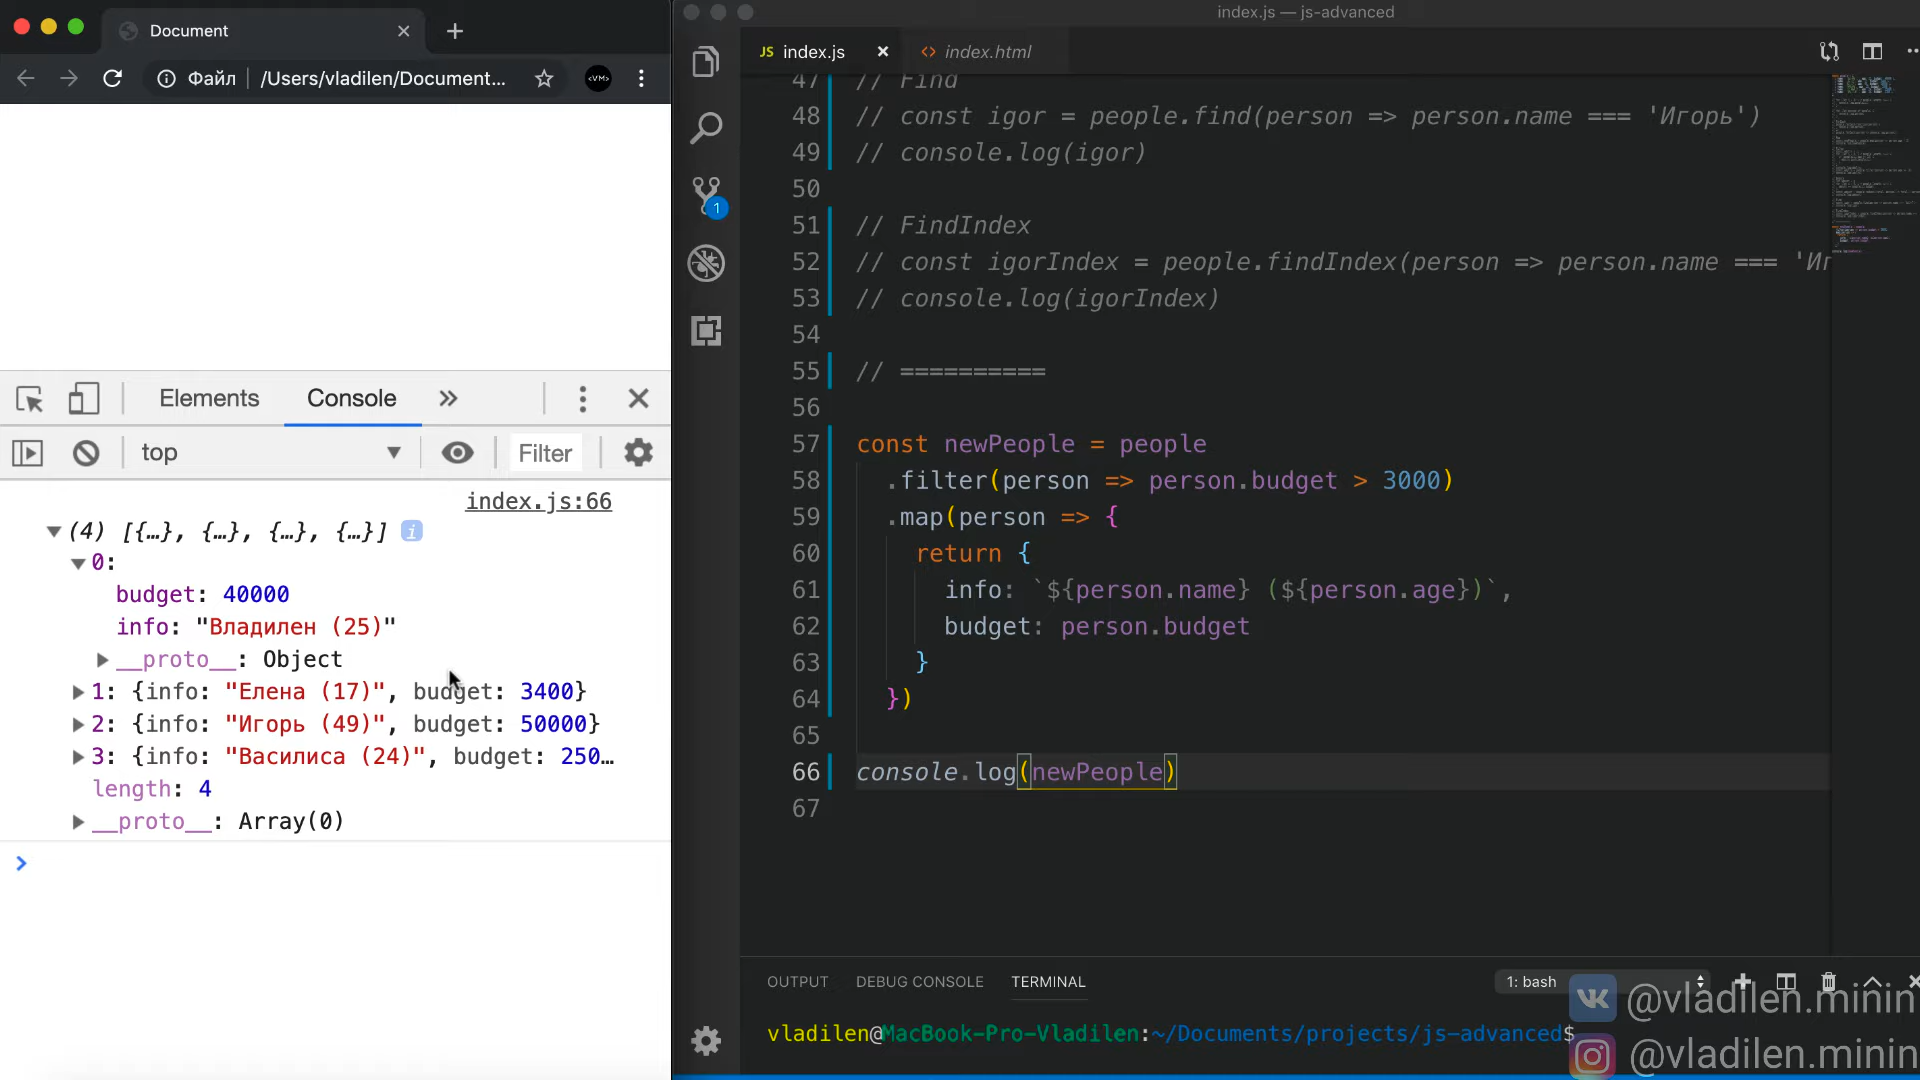 Document
Файл
/Users/vladilen/Document...
<VM>
Elements
Console
top
Filter
index.js:66
(4) [{…}, {…}, {…}, {…}] i
0:
budget: 40000
info: "Владилен (25)"
__proto__: Object
1: {info: "Елена (17)", budget: 3400}
2: {info: "Игорь (49)", budget: 50000}
3: {info: "Василиса (24)", budget: 250…
length: 4
__proto__: Array(0)
index.js — js-advanced
JS index.js
<> index.html
1
47 // Find
48 // const igor = people.find(person => person.name === 'Игорь')
49 // console.log(igor)
50
51 // FindIndex
52 // const igorIndex = people.findIndex(person => person.name === 'Иг
53 // console.log(igorIndex)
54
55 // ==========
56
57 const newPeople = people
58 .filter(person => person.budget > 3000)
59 .map(person => {
60 return {
61 info: `${person.name} (${person.age})`,
62 budget: person.budget
63 }
64 })
65
66 console.log(newPeople)
67
OUTPUT
DEBUG CONSOLE
TERMINAL
1: bash
vladilen@MacBook-Pro-Vladilen:~/Documents/projects/js-advanced$
@vladilen.minin
@vladilen.minin